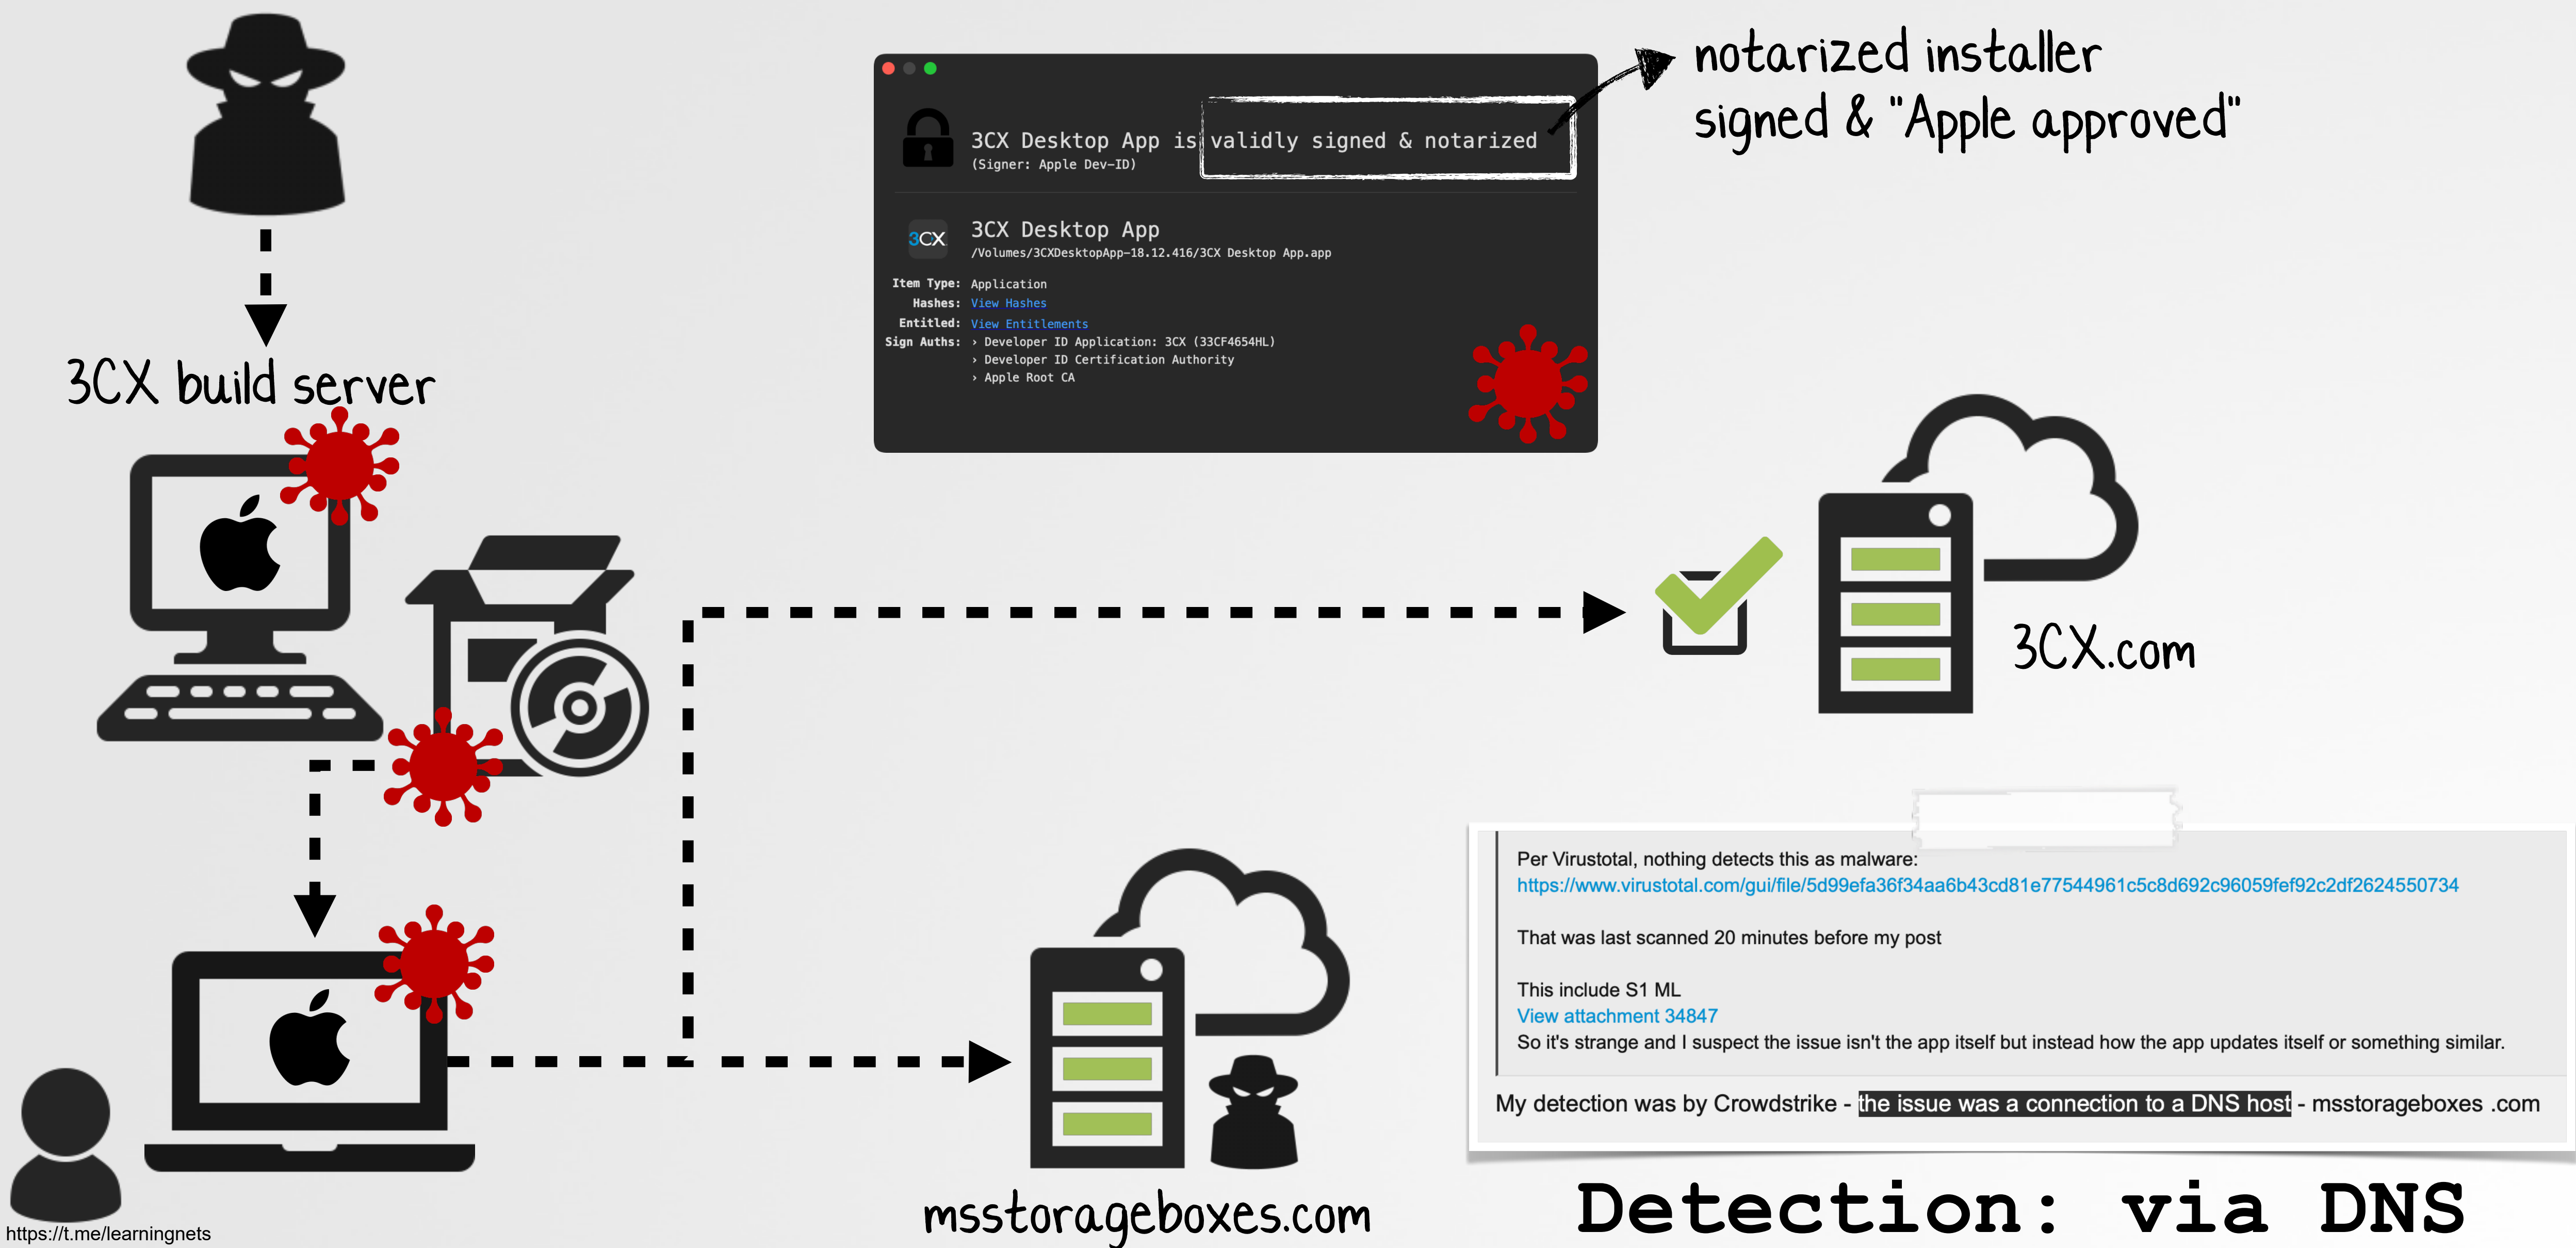 notarized installer
signed & "Apple approved"
3CX Desktop App is validly signed & notarized
(Signer: Apple Dev-ID)
3CX
3CX Desktop App
/Volumes/3CXDesktopApp-18.12.416/3CX Desktop App.app
Item Type: Application
Hashes: View Hashes
Entitled: View Entitlements
Sign Auths: › Developer ID Application: 3CX (33CF4654HL)
› Developer ID Certification Authority
› Apple Root CA
3CX build server
3CX.com
Per Virustotal, nothing detects this as malware:
https://www.virustotal.com/gui/file/5d99efa36f34aa6b43cd81e77544961c5c8d692c96059fef92c2df2624550734
That was last scanned 20 minutes before my post
This include S1 ML
View attachment 34847
So it's strange and I suspect the issue isn't the app itself but instead how the app updates itself or something similar.
My detection was by Crowdstrike - the issue was a connection to a DNS host - msstorageboxes .com
msstorageboxes.com
Detection: via DNS
https://t.me/learningnets